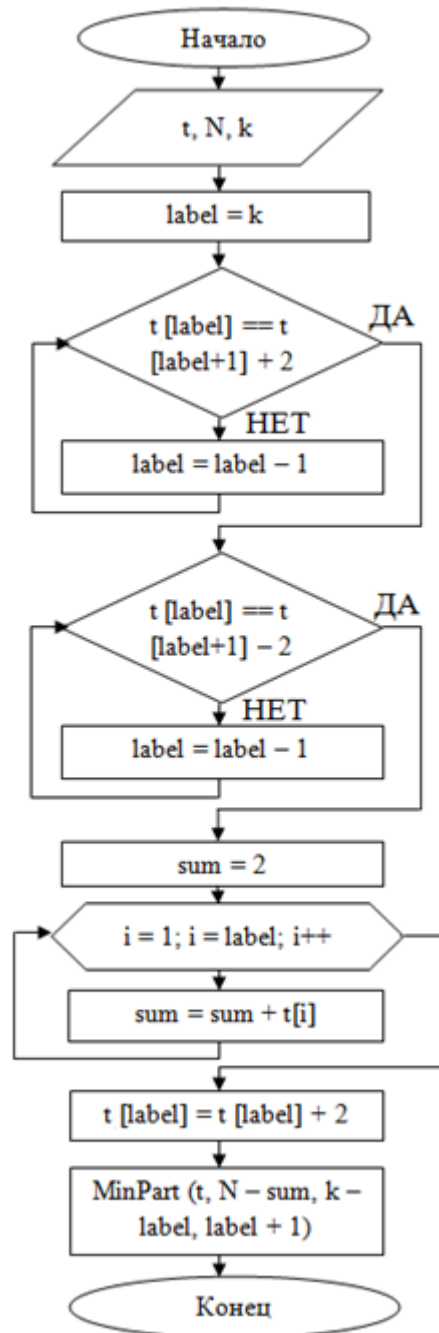 Начало
t, N, k
label = k
t [label] == t
[label+1] + 2
ДА
НЕТ
label = label – 1
t [label] == t
[label+1] – 2
ДА
НЕТ
label = label – 1
sum = 2
i = 1; i = label; i++
sum = sum + t[i]
t [label] = t [label] + 2
MinPart (t, N – sum, k –
label, label + 1)
Конец